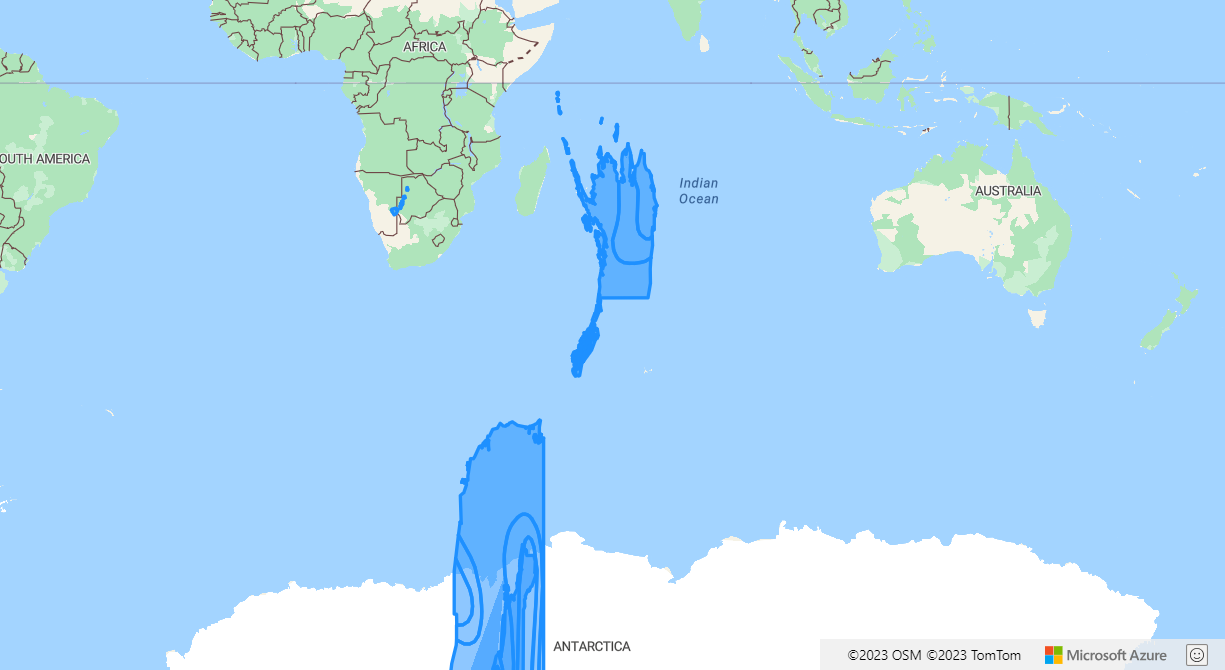 AFRICA
OUTH AMERICA
Indian
Ocean
AUSTRALIA
ANTARCTICA
©2023 OSM ©2023 TomTom
Microsoft Azure